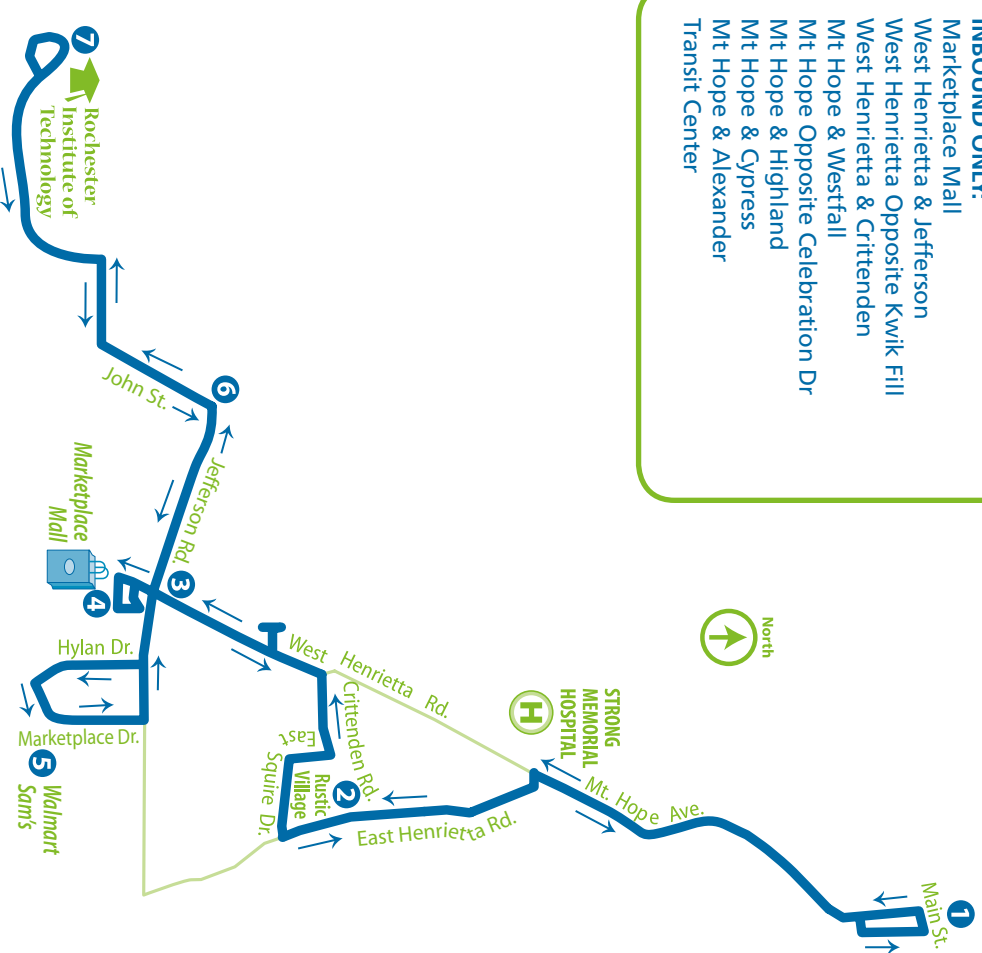 INBOUND ONLY:
Marketplace Mall
West Henrietta & Jefferson
West Henrietta Opposite Kwik Fill
West Henrietta & Crittenden
Mt Hope & Westfall
Mt Hope Opposite Celebration Dr
Mt Hope & Highland
Mt Hope & Cypress
Mt Hope & Alexander
Transit Center
1
Main St.
North
Mt. Hope Ave.
STRONG
MEMORIAL
HOSPITAL
H
West Henrietta Rd.
East Henrietta Rd.
Crittenden Rd.
2
Rustic
Village
East Squire Dr.
3
Jefferson Rd.
4
Marketplace
Mall
Hylan Dr.
Marketplace Dr.
5
Walmart
Sam's
6
John St.
7
Rochester
Institute of
Technology